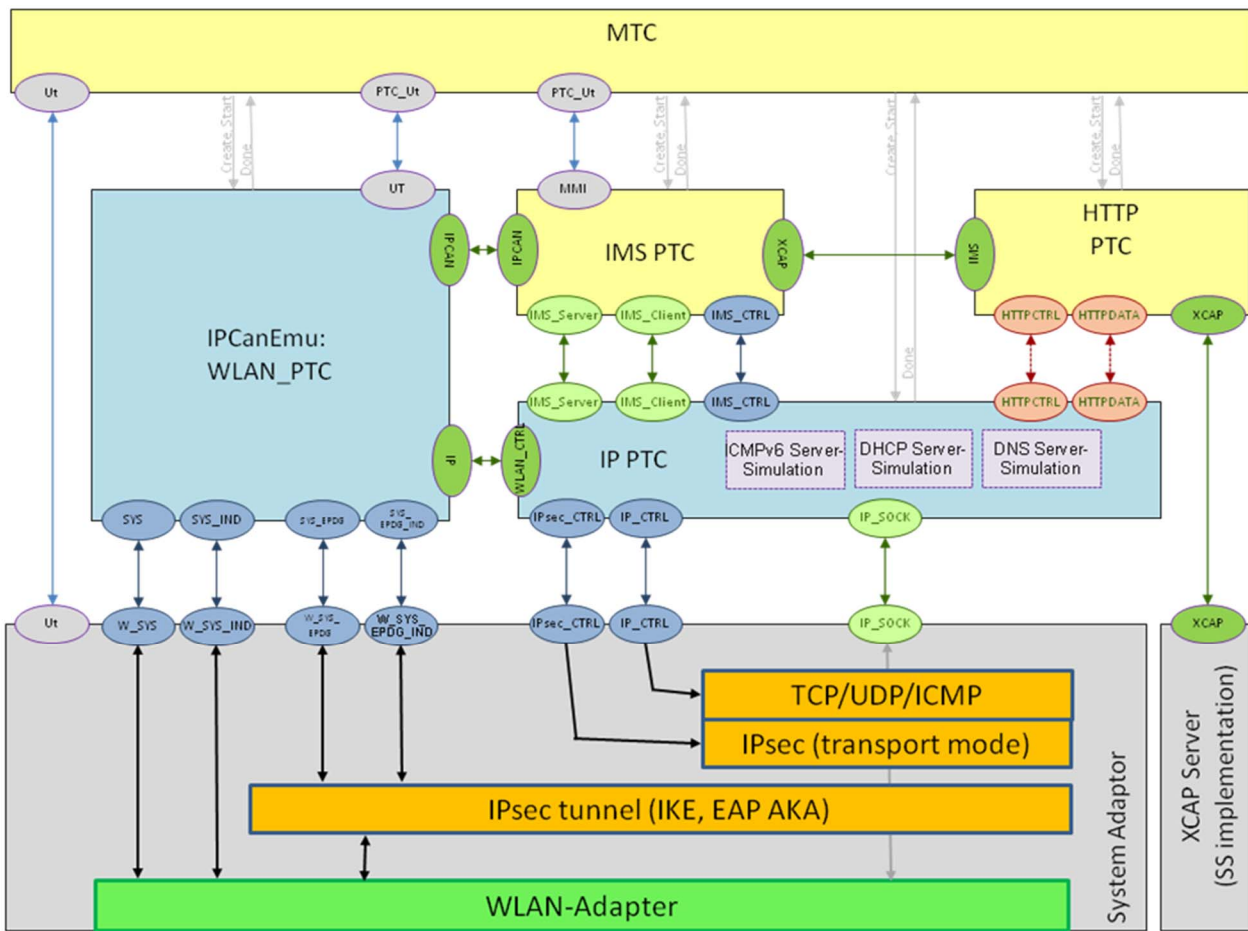 MTC
Ut
PTC_Ut
PTC_Ut
Create, Start
Done
Create, Start
Done
Create, Start
Done
Create, Start
Done
UT
MMI
IPCAN
IPCAN
IMS PTC
XCAP
SMI
HTTP
PTC
IPCanEmu:
WLAN_PTC
IMS_Server
IMS_Client
IMS_CTRL
HTTPCTRL
HTTPDATA
XCAP
IMS_Server
IMS_Client
IMS_CTRL
HTTPCTRL
HTTPDATA
IP
WLAN_CTRL
IP PTC
ICMPv6 Server-
Simulation
DHCP Server-
Simulation
DNS Server-
Simulation
SYS
SYS_IND
SYS_EPDG
SYS_
EPDG_IND
IPsec_CTRL
IP_CTRL
IP_SOCK
Ut
W_SYS
W_SYS_IND
W_SYS_
EPDG
W_SYS_
EPDG_IND
IPsec_CTRL
IP_CTRL
IP_SOCK
XCAP
TCP/UDP/ICMP
IPsec (transport mode)
IPsec tunnel (IKE, EAP AKA)
WLAN-Adapter
System Adaptor
XCAP Server
(SS implementation)